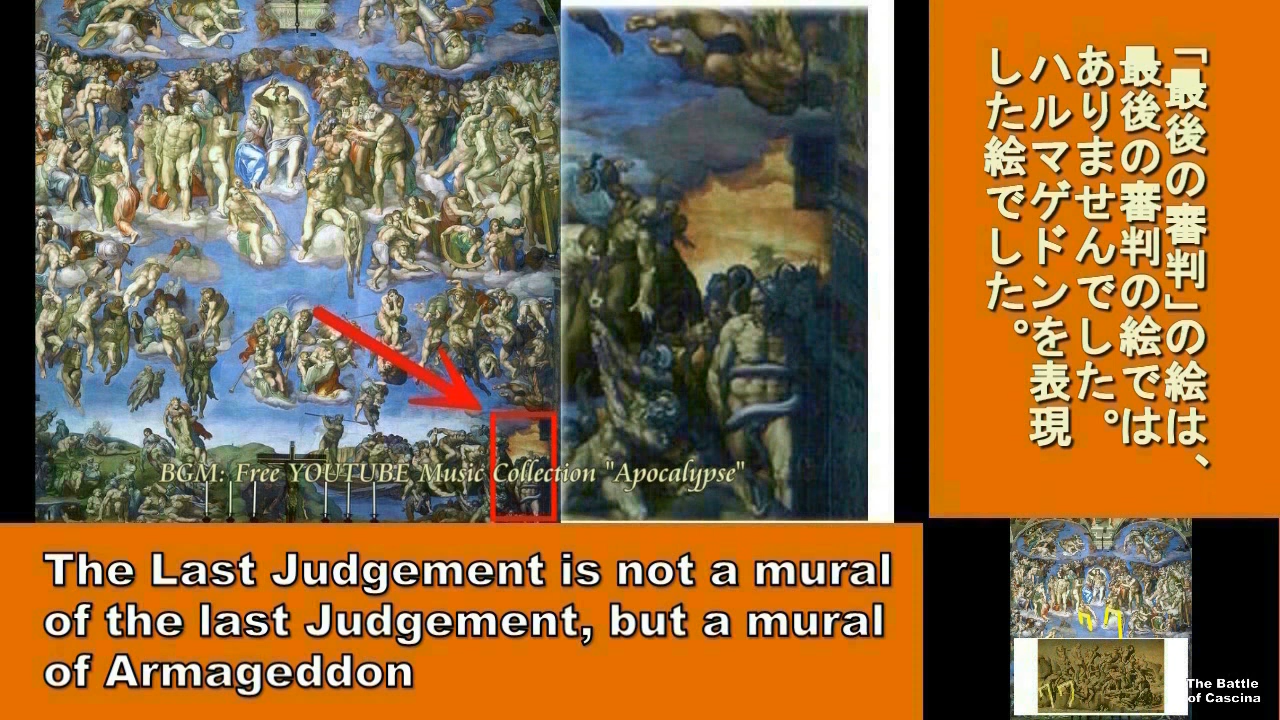 「最後の審判」の絵は、
最後の審判の絵では
ありませんでした。
ハルマゲドンを表現
した絵でした。
BGM: Free YOUTUBE Music Collection "Apocalypse"
The Last Judgement is not a mural
of the last Judgement, but a mural
of Armageddon
The Battle
of Cascina